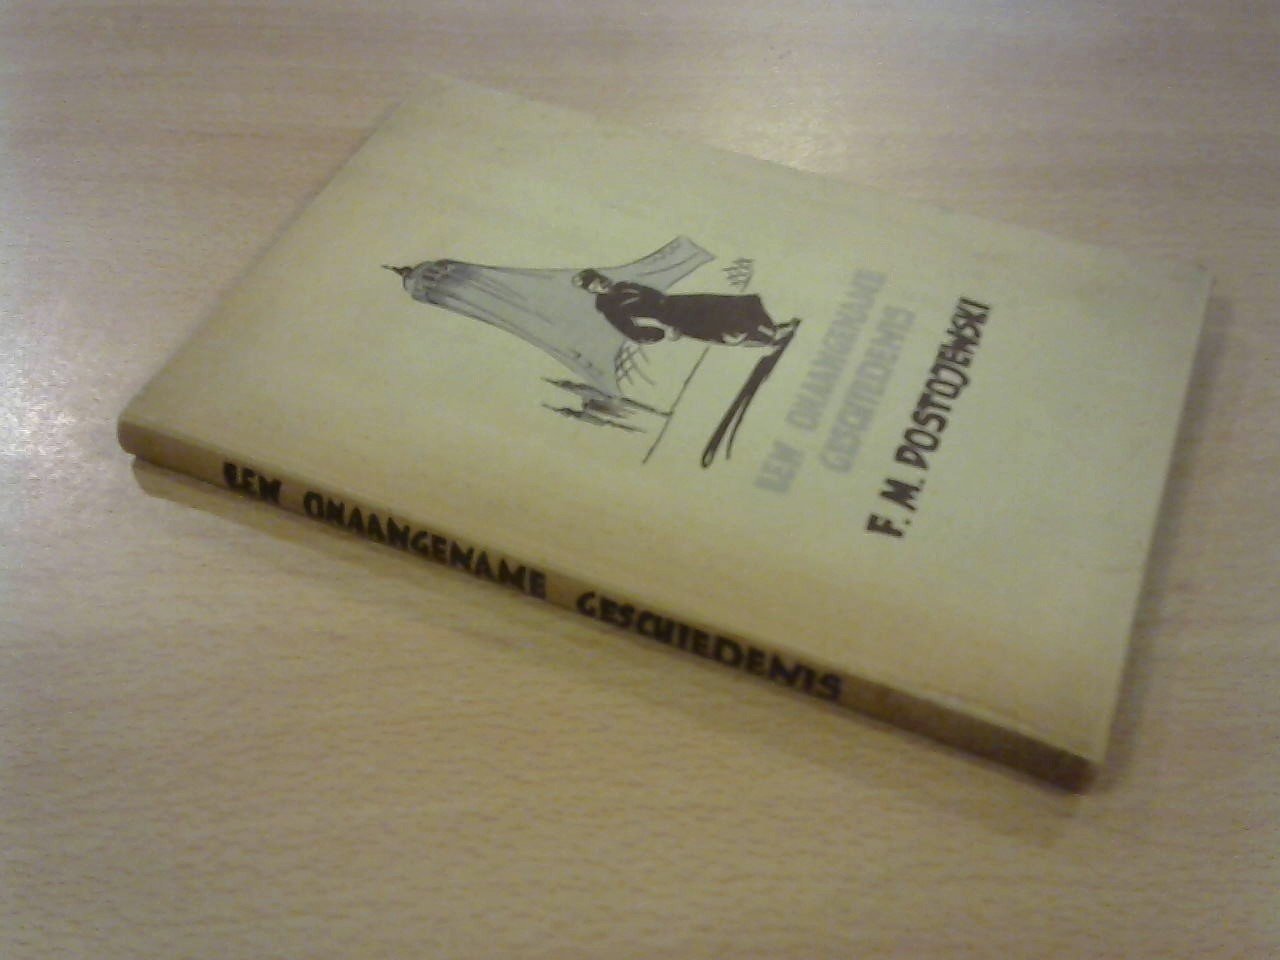 EEN ONAANGENAME
GESCHIEDENIS
F. M. DOSTOJEWSKI
EEN ONAANGENAME GESCHIEDENIS